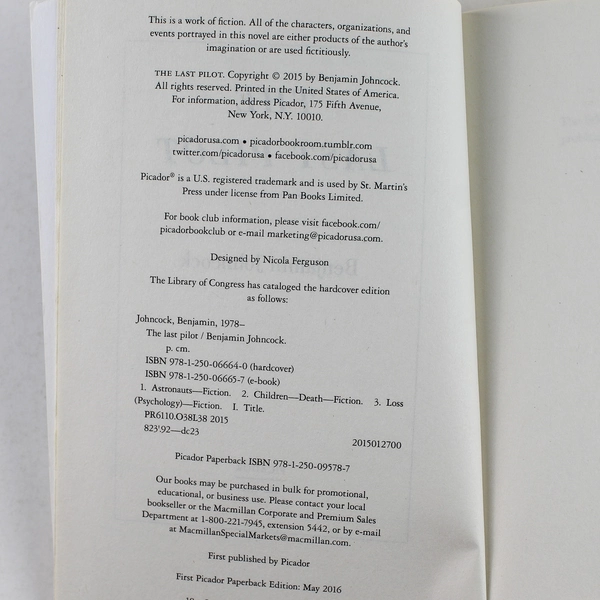 This is a work of fiction. All of the characters, organizations, and
events portrayed in this novel are either products of the author's
imagination or are used fictitiously.
THE LAST PILOT. Copyright © 2015 by Benjamin Johncock.
All rights reserved. Printed in the United States of America.
For information, address Picador, 175 Fifth Avenue,
New York, N.Y. 10010.
picadorusa.com • picadorbookroom.tumblr.com
twitter.com/picadorusa • facebook.com/picadorusa
Picador® is a U.S. registered trademark and is used by St. Martin's
Press under license from Pan Books Limited.
For book club information, please visit facebook.com/
picadorbookclub or e-mail marketing@picadorusa.com.
Designed by Nicola Ferguson
The Library of Congress has cataloged the hardcover edition
as follows:
Johncock, Benjamin, 1978–
The last pilot / Benjamin Johncock.
p. cm.
ISBN 978-1-250-06664-0 (hardcover)
ISBN 978-1-250-06665-7 (e-book)
1. Astronauts—Fiction. 2. Children—Death—Fiction. 3. Loss
(Psychology)—Fiction. I. Title.
PR6110.O38L38 2015
823'.92—dc23
2015012700
Picador Paperback ISBN 978-1-250-09578-7
Our books may be purchased in bulk for promotional,
educational, or business use. Please contact your local
bookseller or the Macmillan Corporate and Premium Sales
Department at 1-800-221-7945, extension 5442, or by e-mail
at MacmillanSpecialMarkets@macmillan.com.
First published by Picador
First Picador Paperback Edition: May 2016